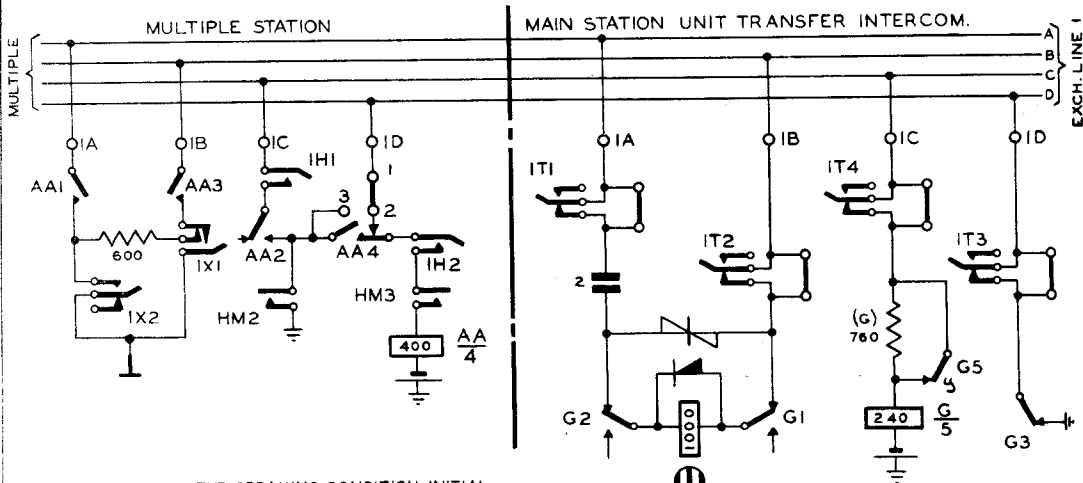 MULTIPLE STATION
MAIN STATION UNIT TRANSFER INTERCOM.
MULTIPLE
A
B
C
D
EXCH. LINE 1
1A
1B
1C
1D
1A
1B
1C
1D
AA1
AA3
1H1
1
3
2
1T1
1T4
600
1X1
AA2
AA4
1H2
1T2
1T3
1X2
HM2
HM3
2
(G)
760
400
AA
4
G5
y
G2
1000
G1
240
G
5
G3